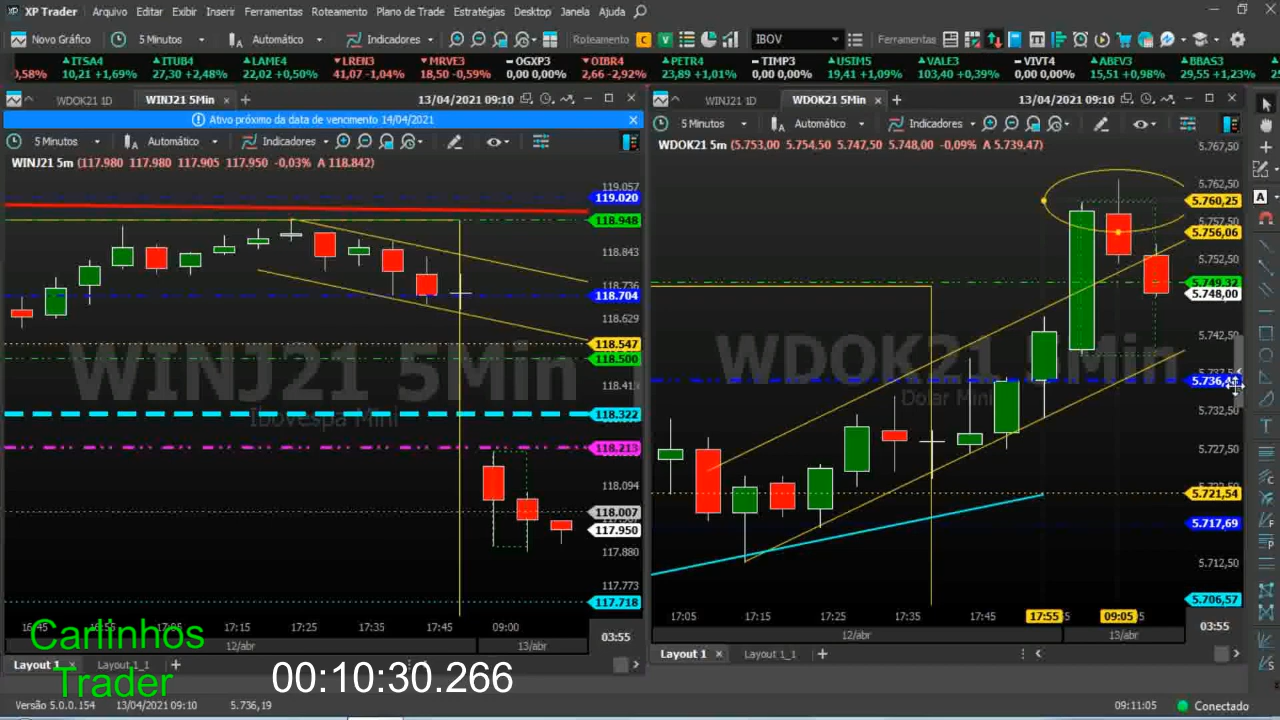 XP XP Trader Arquivo Editar Exibir Inserir Ferramentas Roteamento Plano de Trade Estratégias Desktop Janela Ajuda
Novo Gráfico 5 Minutos Automático Indicadores Roteamento C V IBOV Ferramentas
0,58% ITSA4 ITUB4 LAME4 LREN3 MRVE3 OGXP3 OIBR4 PETR4 TIMP3 USIM5 VALE3 VIVT4 ABEV3 BBAS3
10,21 +1,69% 27,30 +2,48% 22,02 +0,50% 41,07 -1,04% 18,50 -0,59% 0,00 0,00% 2,66 -2,92% 23,89 +1,01% 0,00 0,00% 19,41 +1,09% 103,40 +0,39% 0,00 0,00% 15,51 +0,98% 29,55 +1,23%
WDOK21 1D WINJ21 5Min 13/04/2021 09:10
Ativo próximo da data de vencimento 14/04/2021
5 Minutos Automático Indicadores
WINJ21 5m (117.980 117.980 117.905 117.950 -0,03% A 118.842)
119.057
119.020
118.948
118.843
118.736
118.704
118.629
118.547
118.500
118.322
118.213
118.094
118.007
117.950
117.880
117.773
117.718
WINJ21 5Min
Ibovespa Mini
17:15 17:25 17:35 17:45 09:00
12/abr 13/abr
03:55
Layout 1 Layout 1_1
WINJ21 1D WDOK21 5Min 13/04/2021 09:10
5 Minutos Automático Indicadores
WDOK21 5m (5.753,00 5.754,50 5.747,50 5.748,00 -0,09% A 5.739,47)
5.767,50
5.762,50
5.760,25
5.757,50
5.756,06
5.752,50
5.749,32
5.748,00
5.742,50
5.732,50
5.727,50
5.721,54
5.717,69
5.712,50
5.706,57
WDOK21 5Min
Dolar Mini
17:05 17:15 17:25 17:35 17:45 17:55 09:05
12/abr 13/abr
03:55
Layout 1 Layout 1_1
Carlinhos
Trader
00:10:30.266
Versão 5.0.0.154 13/04/2021 09:10 5.736,19 09:11:05 Conectado